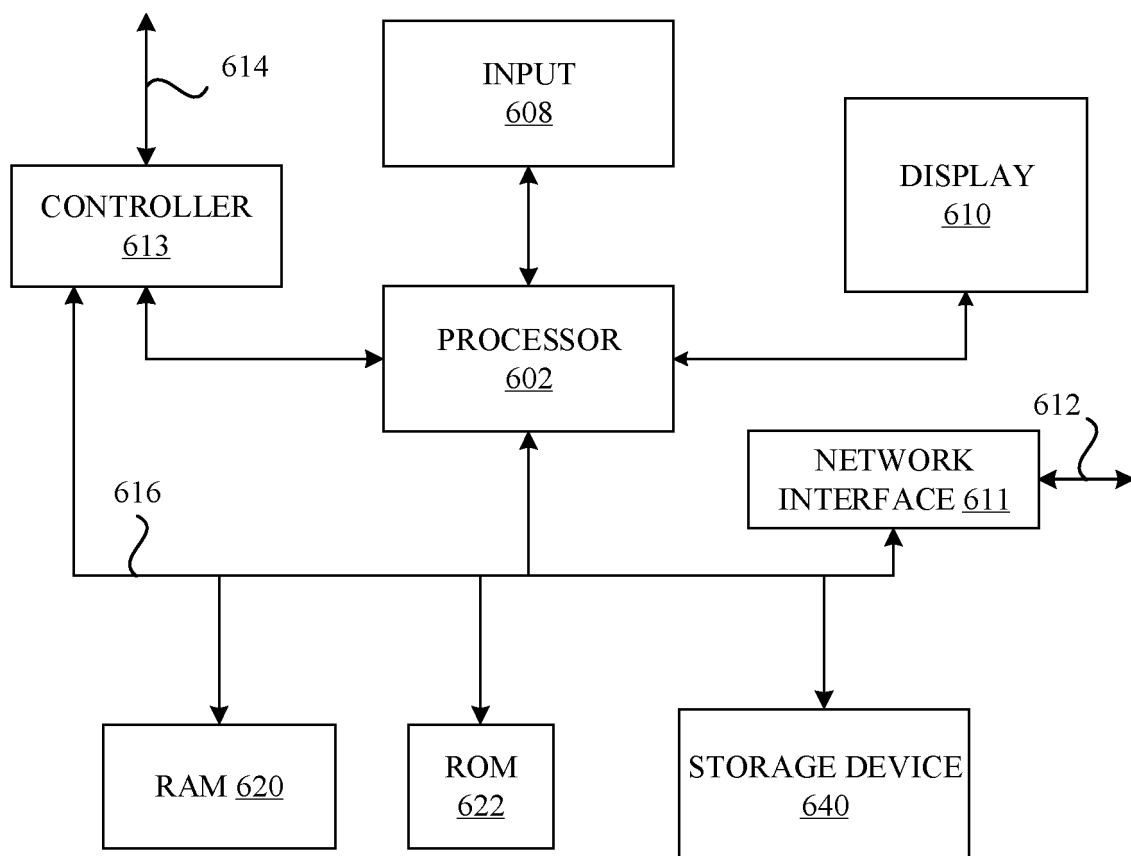 614
INPUT
608
DISPLAY
610
CONTROLLER
613
PROCESSOR
602
612
NETWORK
INTERFACE 611
616
RAM 620
ROM
622
STORAGE DEVICE
640